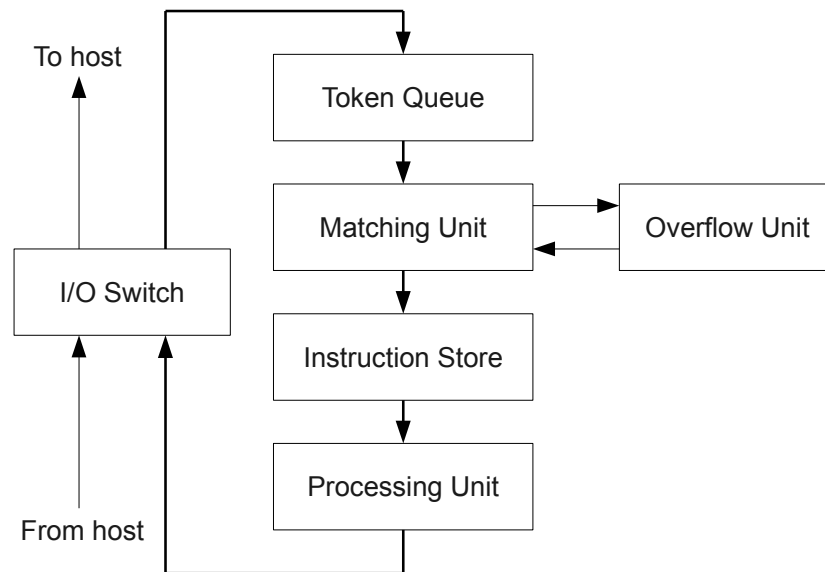 To host
Token Queue
Matching Unit
Overflow Unit
I/O Switch
Instruction Store
Processing Unit
From host